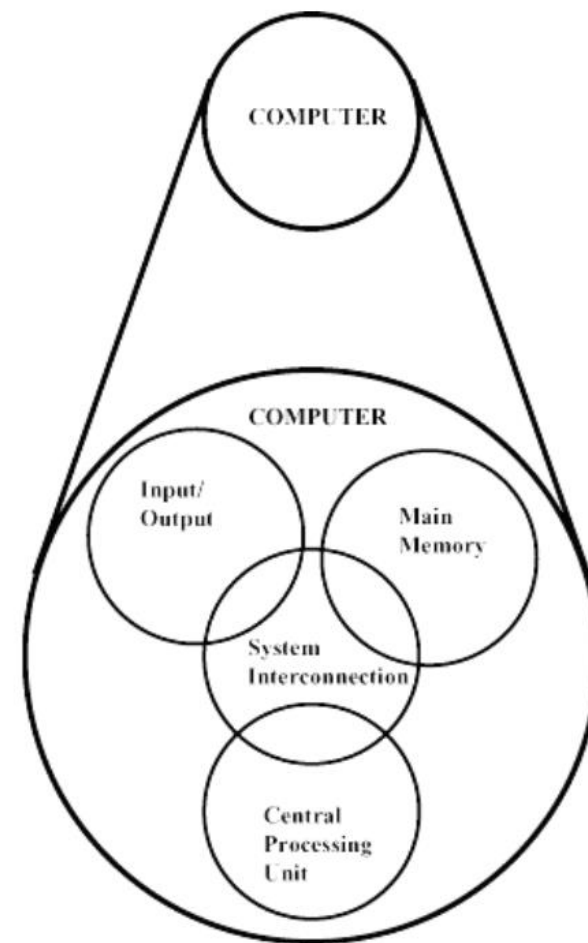 COMPUTER
COMPUTER
Input/
Output
Main
Memory
System
Interconnection
Central
Processing
Unit